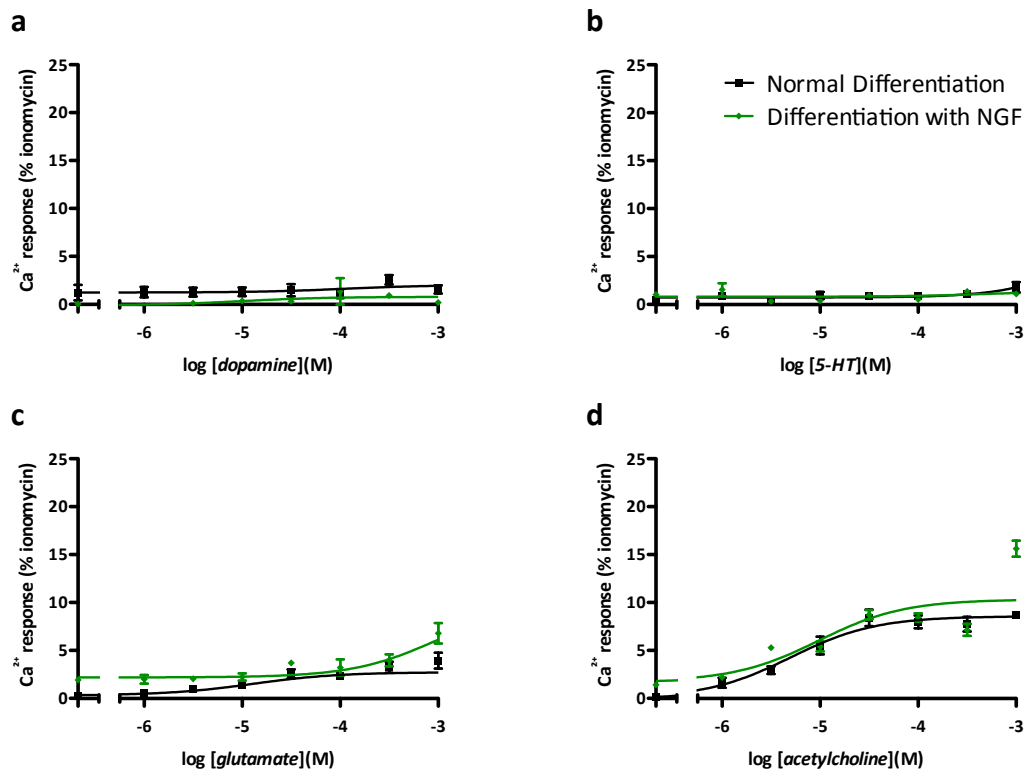 a
Ca²⁺ response (% ionomycin)
25
20
15
10
5
0
-6 -5 -4 -3
log [dopamine](M)
b
Ca²⁺ response (% ionomycin)
25
20
15
10
5
0
-6 -5 -4 -3
log [5-HT](M)
Normal Differentiation
Differentiation with NGF
c
Ca²⁺ response (% ionomycin)
25
20
15
10
5
0
-6 -5 -4 -3
log [glutamate](M)
d
Ca²⁺ response (% ionomycin)
25
20
15
10
5
0
-6 -5 -4 -3
log [acetylcholine](M)